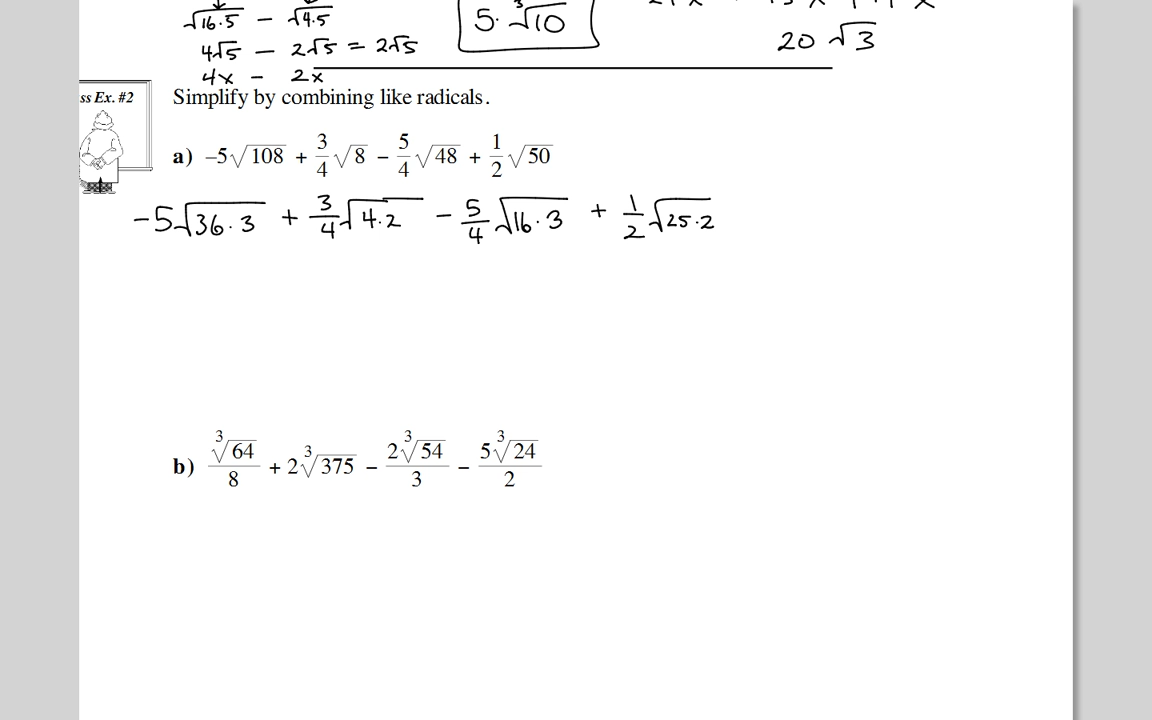 √16·5 − √4·5
5·∛10
4√5 − 2√5 = 2√5
20 √3
4x − 2x
ss Ex. #2
Simplify by combining like radicals.
a) –5√108 + 3/4 √8 − 5/4 √48 + 1/2 √50
−5√36·3 + 3/4 √4·2 − 5/4 √16·3 + 1/2 √25·2
b) ∛64/8 + 2∛375 − 2∛54/3 − 5∛24/2